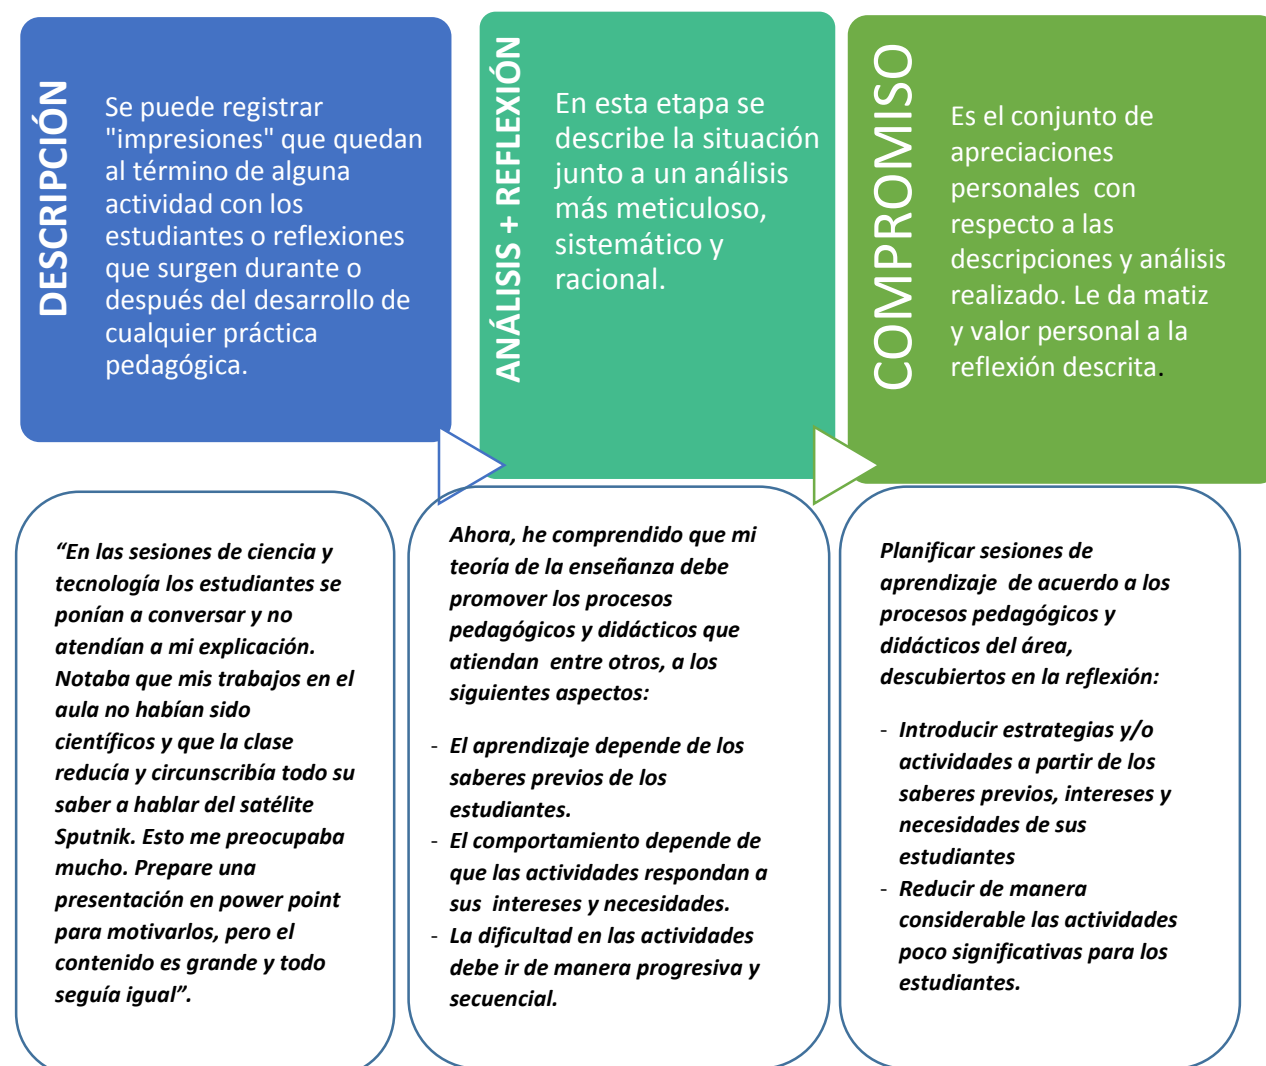 DESCRIPCIÓN
Se puede registrar
"impresiones" que quedan
al término de alguna
actividad con los
estudiantes o reflexiones
que surgen durante o
después del desarrollo de
cualquier práctica
pedagógica.
ANÁLISIS + REFLEXIÓN
En esta etapa se
describe la situación
junto a un análisis
más meticuloso,
sistemático y
racional.
COMPROMISO
Es el conjunto de
apreciaciones
personales con
respecto a las
descripciones y análisis
realizado. Le da matiz
y valor personal a la
reflexión descrita.
“En las sesiones de ciencia y
tecnología los estudiantes se
ponían a conversar y no
atendían a mi explicación.
Notaba que mis trabajos en el
aula no habían sido
científicos y que la clase
reducía y circunscribía todo su
saber a hablar del satélite
Sputnik. Esto me preocupaba
mucho. Prepare una
presentación en power point
para motivarlos, pero el
contenido es grande y todo
seguía igual”.
Ahora, he comprendido que mi
teoría de la enseñanza debe
promover los procesos
pedagógicos y didácticos que
atiendan entre otros, a los
siguientes aspectos:
- El aprendizaje depende de los
saberes previos de los
estudiantes.
- El comportamiento depende de
que las actividades respondan a
sus intereses y necesidades.
- La dificultad en las actividades
debe ir de manera progresiva y
secuencial.
Planificar sesiones de
aprendizaje de acuerdo a los
procesos pedagógicos y
didácticos del área,
descubiertos en la reflexión:
- Introducir estrategias y/o
actividades a partir de los
saberes previos, intereses y
necesidades de sus
estudiantes
- Reducir de manera
considerable las actividades
poco significativas para los
estudiantes.